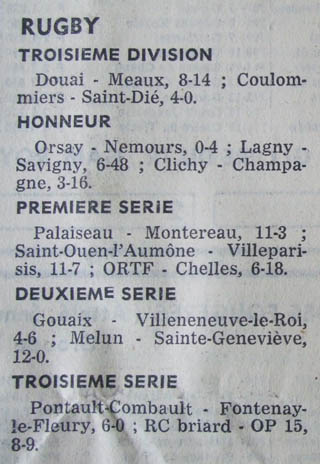 RUGBY
TROISIEME DIVISION
Douai - Meaux, 8-14 ; Coulom-
miers - Saint-Dié, 4-0.
HONNEUR
Orsay - Nemours, 0-4 ; Lagny -
Savigny, 6-48 ; Clichy - Champa-
gne, 3-16.
PREMIERE SERIE
Palaiseau - Montereau, 11-3 ;
Saint-Ouen-l'Aumône - Villepari-
sis, 11-7 ; ORTF - Chelles, 6-18.
DEUXIEME SERIE
Gouaix - Villeneneuve-le-Roi,
4-6 ; Melun - Sainte-Geneviève,
12-0.
TROISIEME SERIE
Pontault-Combault - Fontenay-
le-Fleury, 6-0 ; RC briard - OP 15,
8-9.